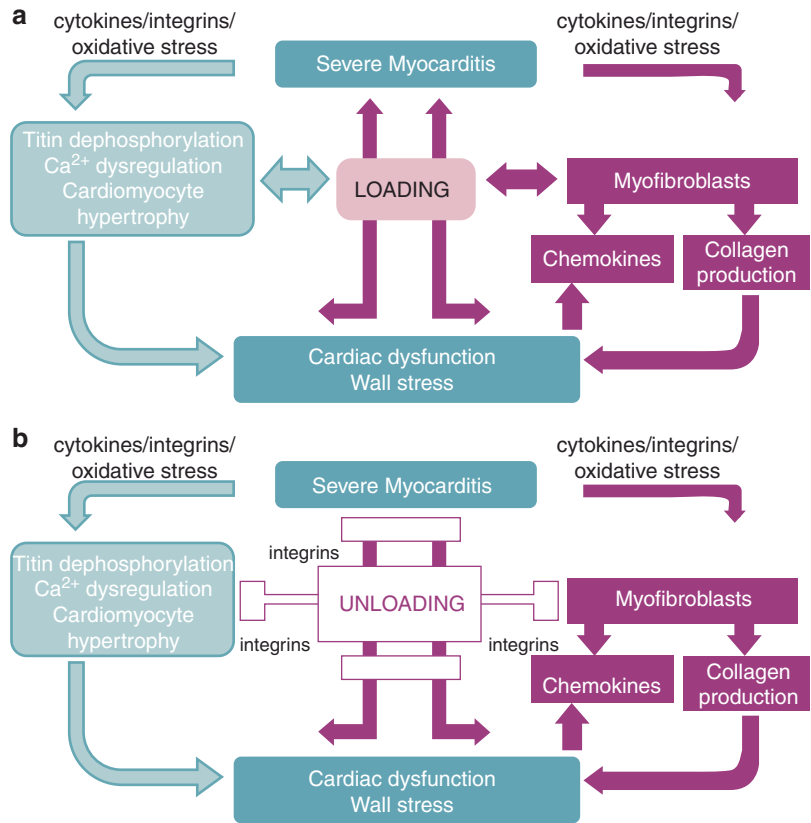 a
cytokines/integrins/
oxidative stress
Severe Myocarditis
cytokines/integrins/
oxidative stress
Titin dephosphorylation
Ca²⁺ dysregulation
Cardiomyocyte
hypertrophy
LOADING
Myofibroblasts
Chemokines
Collagen
production
Cardiac dysfunction
Wall stress
b
cytokines/integrins/
oxidative stress
Severe Myocarditis
cytokines/integrins/
oxidative stress
integrins
Titin dephosphorylation
Ca²⁺ dysregulation
Cardiomyocyte
hypertrophy
UNLOADING
Myofibroblasts
integrins
integrins
Chemokines
Collagen
production
Cardiac dysfunction
Wall stress